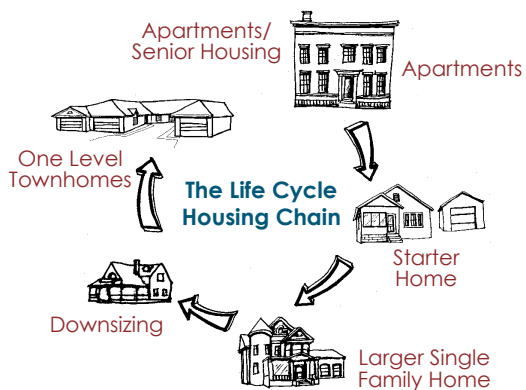 Apartments/
Senior Housing
Apartments
One Level
Townhomes
The Life Cycle
Housing Chain
Starter
Home
Downsizing
Larger Single
Family Home